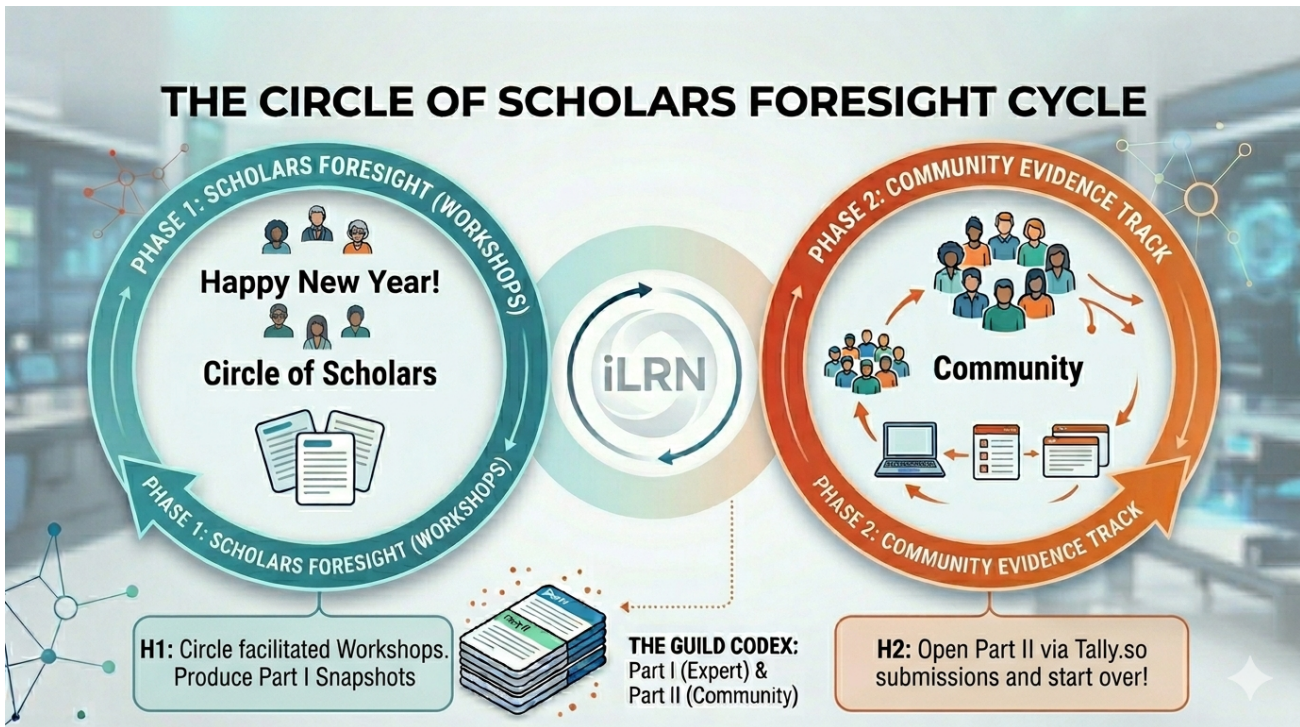 THE CIRCLE OF SCHOLARS FORESIGHT CYCLE
PHASE 1: SCHOLARS FORESIGHT (WORKSHOPS)
Happy New Year!
Circle of Scholars
PHASE 1: SCHOLARS FORESIGHT (WORKSHOPS)
iLRN
PHASE 2: COMMUNITY EVIDENCE TRACK
Community
PHASE 2: COMMUNITY EVIDENCE TRACK
H1: Circle facilitated Workshops.
Produce Part I Snapshots
THE GUILD CODEX:
Part I (Expert) &
Part II (Community)
H2: Open Part II via Tally.so
submissions and start over!